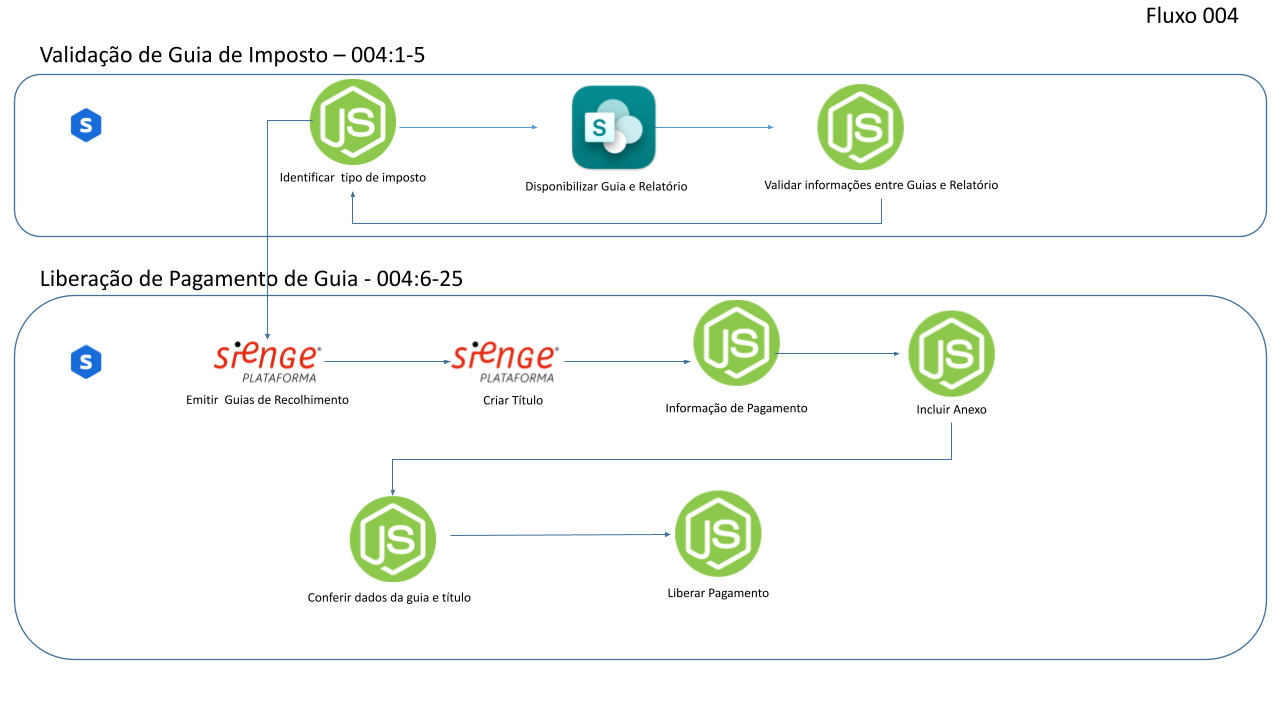 Fluxo 004
Validação de Guia de Imposto – 004:1-5
S
JS
S
JS
Identificar tipo de imposto
Disponibilizar Guia e Relatório
Validar informações entre Guias e Relatório
Liberação de Pagamento de Guia - 004:6-25
S
sienge
PLATAFORMA
sienge
PLATAFORMA
JS
JS
Emitir Guias de Recolhimento
Criar Título
Informação de Pagamento
Incluir Anexo
JS
JS
Conferir dados da guia e título
Liberar Pagamento